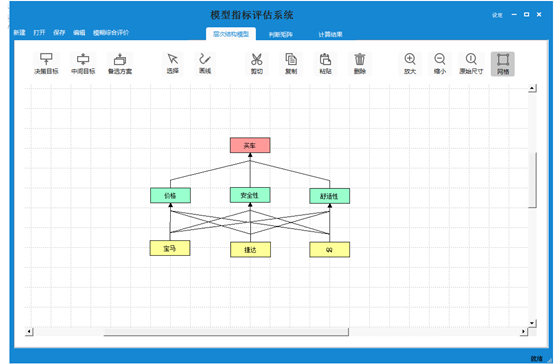 模型指标评估系统
设置
新建 打开 保存 编辑 模糊综合评价
层次结构模型 判断矩阵 计算结果
决策目标 中间目标 备选方案 选择 画线 剪切 复制 粘贴 删除 放大 缩小 原始尺寸 网格
买车
价格 安全性 舒适性
宝马 捷达 QQ
就绪